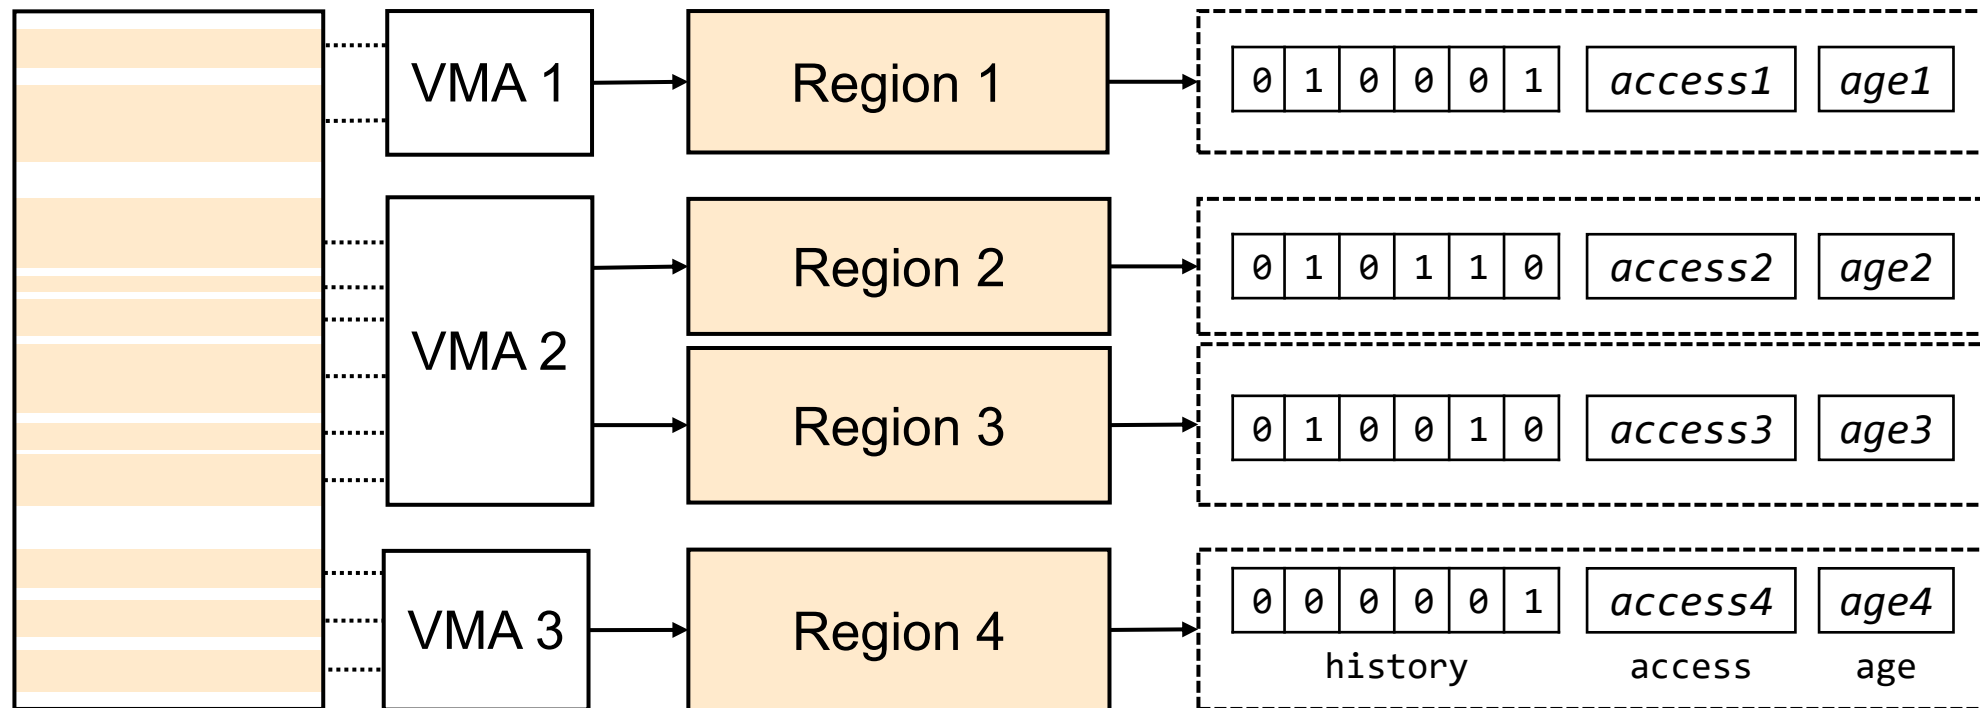 VMA 1 Region 1 0 1 0 0 0 1 access1 age1
VMA 2 Region 2 0 1 0 1 1 0 access2 age2
Region 3 0 1 0 0 1 0 access3 age3
VMA 3 Region 4 0 0 0 0 0 1 access4 age4
history access age